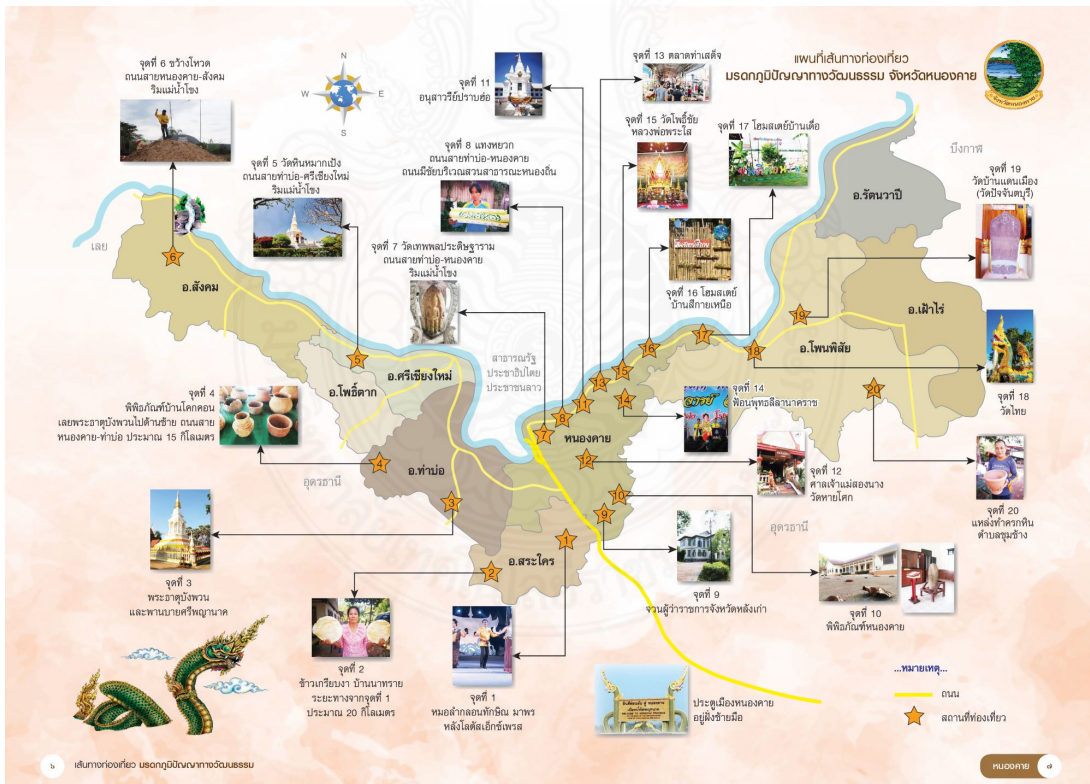 แผนที่เส้นทางท่องเที่ยว
มรดกภูมิปัญญาทางวัฒนธรรม จังหวัดหนองคาย
จังหวัดหนองคาย
N
W
E
S
จุดที่ 6 ขว้างโหวด
ถนนสายหนองคาย-สังคม
ริมแม่น้ำโขง
จุดที่ 11
อนุสาวรีย์ปราบฮ่อ
จุดที่ 13 ตลาดท่าเสด็จ
จุดที่ 15 วัดโพธิ์ชัย
หลวงพ่อพระใส
จุดที่ 17 โฮมสเตย์บ้านเดื่อ
จุดที่ 5 วัดหินหมากเป้ง
ถนนสายท่าบ่อ-ศรีเชียงใหม่
ริมแม่น้ำโขง
จุดที่ 8 แทงหยวก
ถนนสายท่าบ่อ-หนองคาย
ถนนมีชัยบริเวณสวนสาธารณะหนองถิ่น
จุดที่ 7 วัดเทพพลประดิษฐาราม
ถนนสายท่าบ่อ-หนองคาย
ริมแม่น้ำโขง
จุดที่ 16 โฮมสเตย์
บ้านสีกายเหนือ
บึงกาฬ
จุดที่ 19
วัดบ้านแดนเมือง
(วัดปัจจันตบุรี)
อ.รัตนวาปี
เลย
6
อ.สังคม
อ.เฝ้าไร่
19
17
18
16
อ.โพนพิสัย
5
อ.ศรีเชียงใหม่
อ.โพธิ์ตาก
สาธารณรัฐ
ประชาธิปไตย
ประชาชนลาว
15
13
11
14
8
7
หนองคาย
20
จุดที่ 18
วัดไทย
จุดที่ 14
ฟ้อนพุทธลีลานาคราช
จุดที่ 4
พิพิธภัณฑ์บ้านโคกคอน
เลยพระธาตุบังพวนไปด้านซ้าย ถนนสาย
หนองคาย-ท่าบ่อ ประมาณ 15 กิโลเมตร
4
อ.ท่าบ่อ
12
จุดที่ 12
ศาลเจ้าแม่สองนาง
วัดหายโศก
อุดรธานี
3
10
9
อุดรธานี
จุดที่ 20
แหล่งทำครกหิน
ตำบลชุมช้าง
1
อ.สระใคร
2
จุดที่ 3
พระธาตุบังพวน
และพานบายศรีพญานาค
จุดที่ 9
จวนผู้ว่าราชการจังหวัดหลังเก่า
จุดที่ 10
พิพิธภัณฑ์หนองคาย
จุดที่ 2
ข้าวเกรียบงา บ้านนาทราย
ระยะทางจากจุดที่ 1
ประมาณ 20 กิโลเมตร
จุดที่ 1
หมอลำกลอนทักษิณ มาพร
หลังโลตัสเอ็กซ์เพรส
ประตูเมืองหนองคาย
อยู่ฝั่งซ้ายมือ
...หมายเหตุ...
ถนน
สถานที่ท่องเที่ยว
๖ เส้นทางท่องเที่ยว มรดกภูมิปัญญาทางวัฒนธรรม
หนองคาย ๗